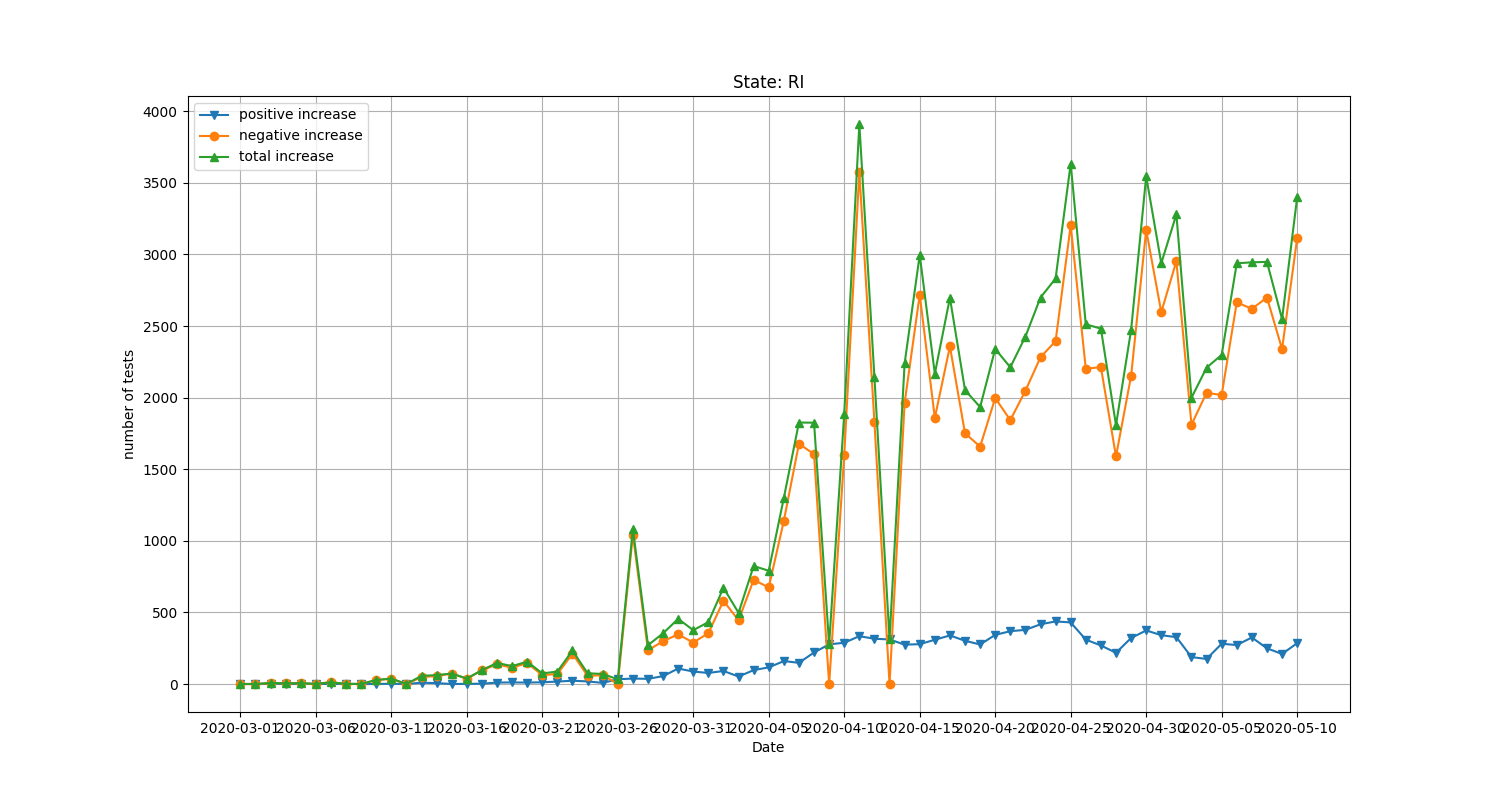 State: RI
positive increase
negative increase
total increase
4000
3500
3000
2500
2000
1500
1000
500
0
number of tests
2020-03-01 2020-03-06 2020-03-11 2020-03-16 2020-03-21 2020-03-26 2020-03-31 2020-04-05 2020-04-10 2020-04-15 2020-04-20 2020-04-25 2020-04-30 2020-05-05 2020-05-10
Date